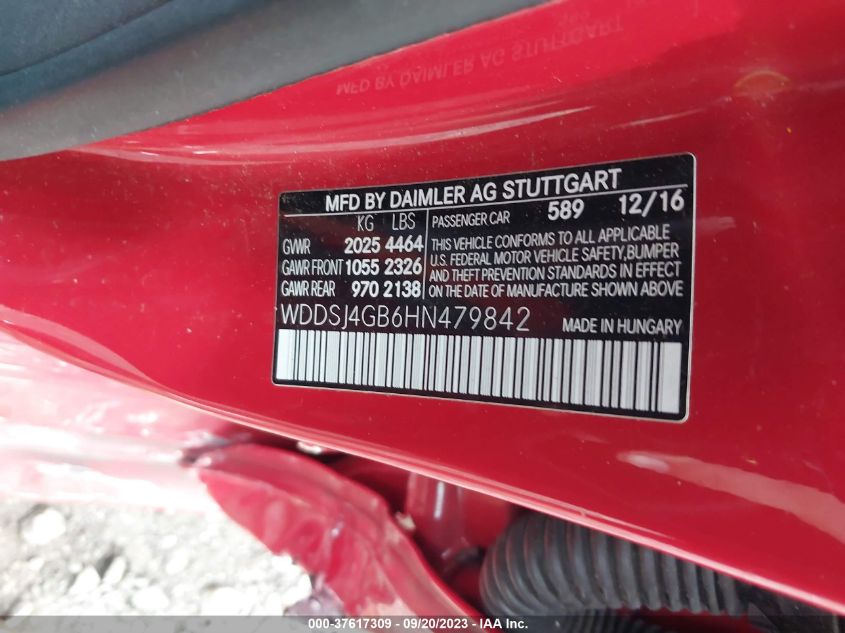 MFD BY DAIMLER AG STUTTGART
MFD BY DAIMLER AG STUTTGART
KG LBS
GVWR 2025 4464
GAWR FRONT 1055 2326
GAWR REAR 970 2138
PASSENGER CAR 589 12/16
THIS VEHICLE CONFORMS TO ALL APPLICABLE
U.S. FEDERAL MOTOR VEHICLE SAFETY, BUMPER
AND THEFT PREVENTION STANDARDS IN EFFECT
ON THE DATE OF MANUFACTURE SHOWN ABOVE
WDDSJ4GB6HN479842 MADE IN HUNGARY
000-37617309 - 09/20/2023 - IAA Inc.